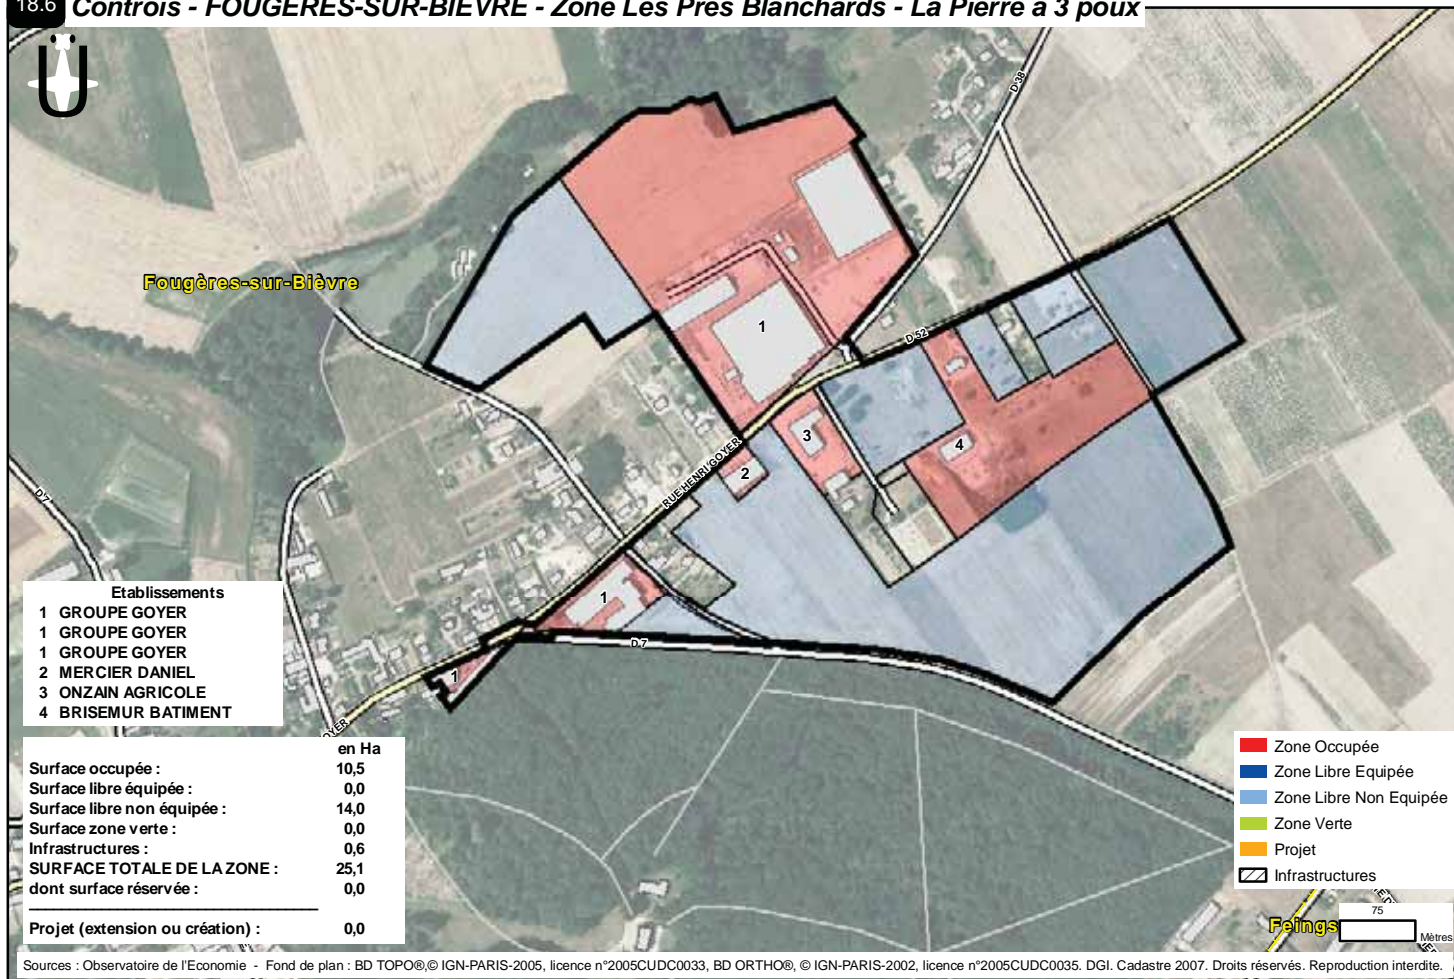 18.6 Controis - FOUGERES-SUR-BIEVRE - Zone Les Prés Blanchards - La Pierre à 3 poux
Ü
D 38
Fougères-sur-Bièvre
1
D 52
3
4
2
RUE HENRI GOYER
D 7
1
D 7
1
OYER
Etablissements
1 GROUPE GOYER
1 GROUPE GOYER
1 GROUPE GOYER
2 MERCIER DANIEL
3 ONZAIN AGRICOLE
4 BRISEMUR BATIMENT
en Ha
Surface occupée : 10,5
Surface libre équipée : 0,0
Surface libre non équipée : 14,0
Surface zone verte : 0,0
Infrastructures : 0,6
SURFACE TOTALE DE LA ZONE : 25,1
dont surface réservée : 0,0
Projet (extension ou création) : 0,0
Zone Occupée
Zone Libre Equipée
Zone Libre Non Equipée
Zone Verte
Projet
Infrastructures
Feings
75
Mètres
Sources : Observatoire de l'Economie - Fond de plan : BD TOPO®,© IGN-PARIS-2005, licence n°2005CUDC0033, BD ORTHO®, © IGN-PARIS-2002, licence n°2005CUDC0035. DGI. Cadastre 2007. Droits réservés. Reproduction interdite.